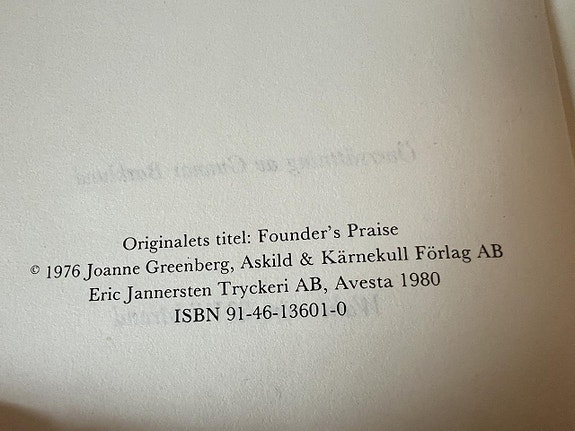 Originalets titel: Founder's Praise
© 1976 Joanne Greenberg, Askild & Kärnekull Förlag AB
Eric Jannersten Tryckeri AB, Avesta 1980
ISBN 91-46-13601-0